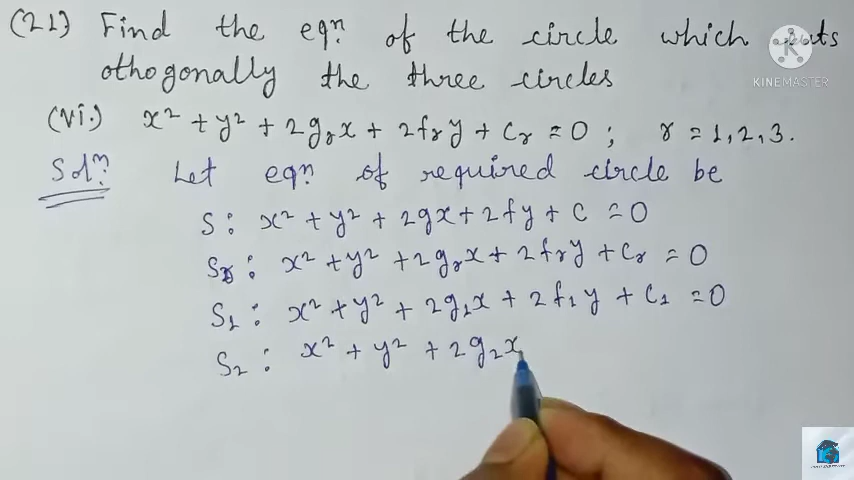 (21) Find the eqⁿ. of the circle which cuts
othogonally the three circles
(vi.) x² + y² + 2gᵣx + 2fᵣy + cᵣ = 0 ; r = 1, 2, 3.
Solⁿ. Let eqⁿ. of required circle be
S : x² + y² + 2gx + 2fy + c = 0
Sᵣ : x² + y² + 2gᵣx + 2fᵣy + cᵣ = 0
S₁ : x² + y² + 2g₁x + 2f₁y + c₁ = 0
S₂ : x² + y² + 2g₂x
KINEMASTER